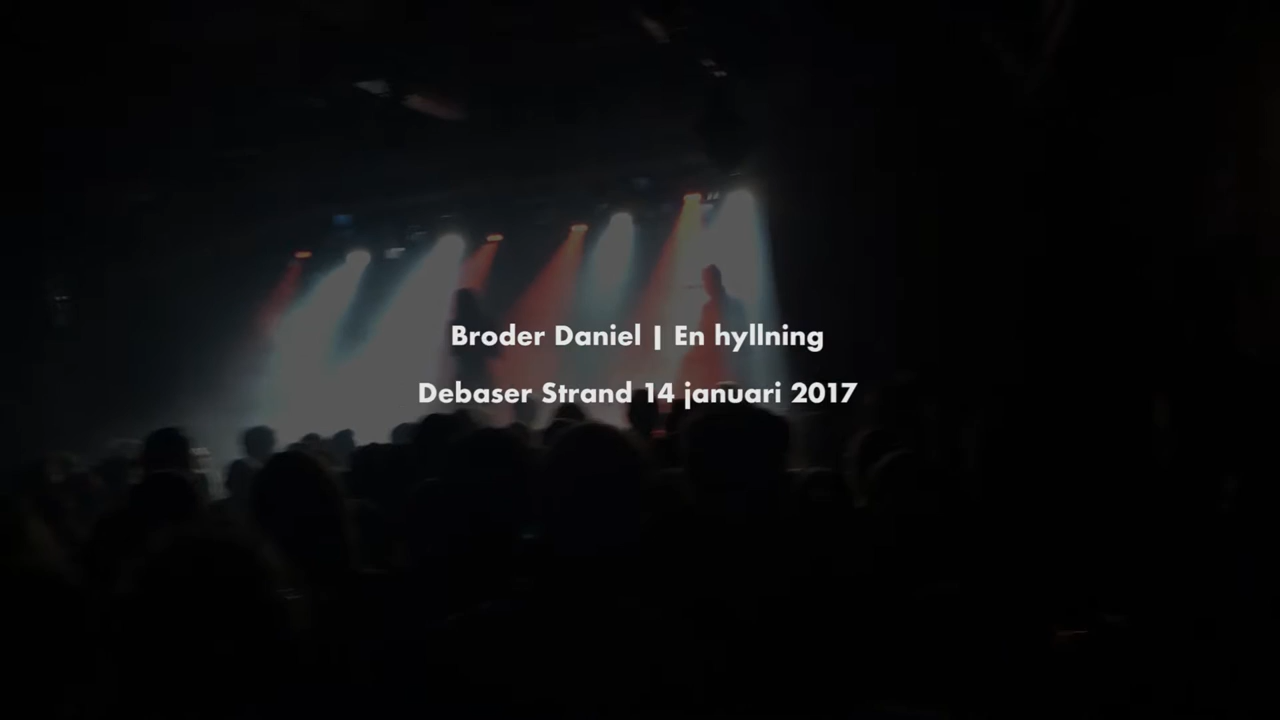 Broder Daniel | En hyllning
Debaser Strand 14 januari 2017